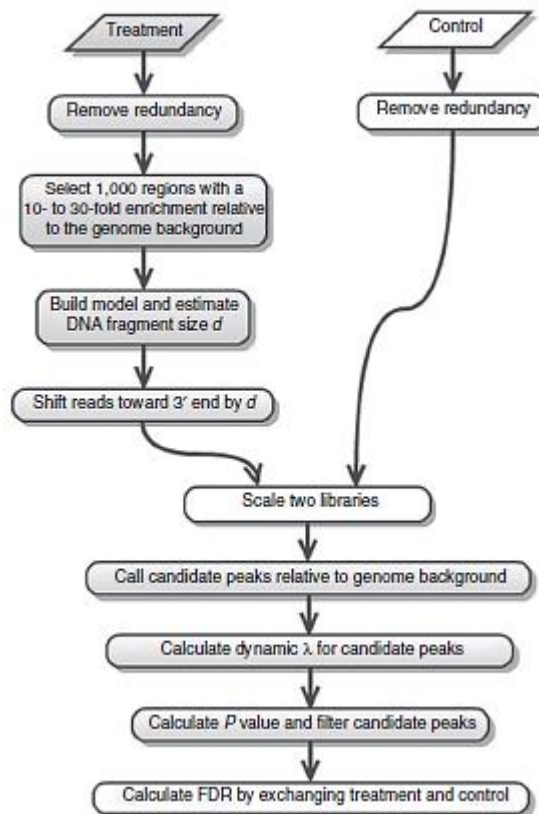 Treatment
Control
Remove redundancy
Remove redundancy
Select 1,000 regions with a
10- to 30-fold enrichment relative
to the genome background
Build model and estimate
DNA fragment size d
Shift reads toward 3′ end by d
Scale two libraries
Call candidate peaks relative to genome background
Calculate dynamic λ for candidate peaks
Calculate P value and filter candidate peaks
Calculate FDR by exchanging treatment and control